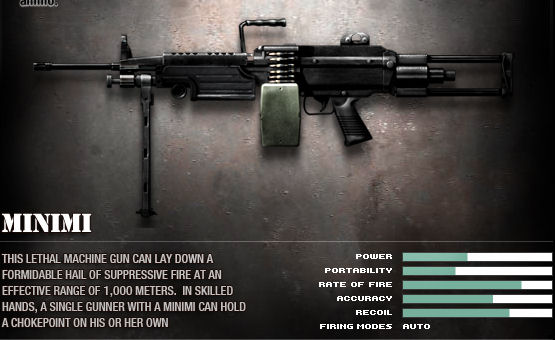 ammo.
MINIMI
THIS LETHAL MACHINE GUN CAN LAY DOWN A
FORMIDABLE HAIL OF SUPPRESSIVE FIRE AT AN
EFFECTIVE RANGE OF 1,000 METERS. IN SKILLED
HANDS, A SINGLE GUNNER WITH A MINIMI CAN HOLD
A CHOKEPOINT ON HIS OR HER OWN
POWER
PORTABILITY
RATE OF FIRE
ACCURACY
RECOIL
FIRING MODES AUTO